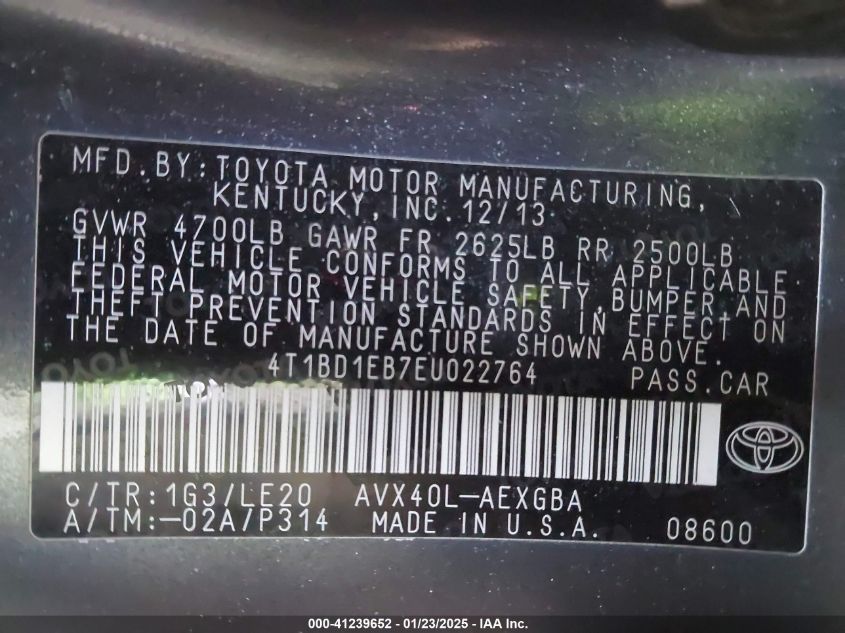 MFD. BY: TOYOTA MOTOR MANUFACTURING,
KENTUCKY, INC. 12/13
GVWR 4700LB GAWR FR 2625LB RR 2500LB
THIS VEHICLE CONFORMS TO ALL APPLICABLE
FEDERAL MOTOR VEHICLE SAFETY, BUMPER AND
THEFT PREVENTION STANDARDS IN EFFECT ON
THE DATE OF MANUFACTURE SHOWN ABOVE.
4T1BD1EB7EU022764 PASS.CAR
C/TR:1G3/LE20 AVX40L-AEXGBA
A/TM:-02A/P314 MADE IN U.S.A. 08600
000-41239652 - 01/23/2025 - IAA Inc.